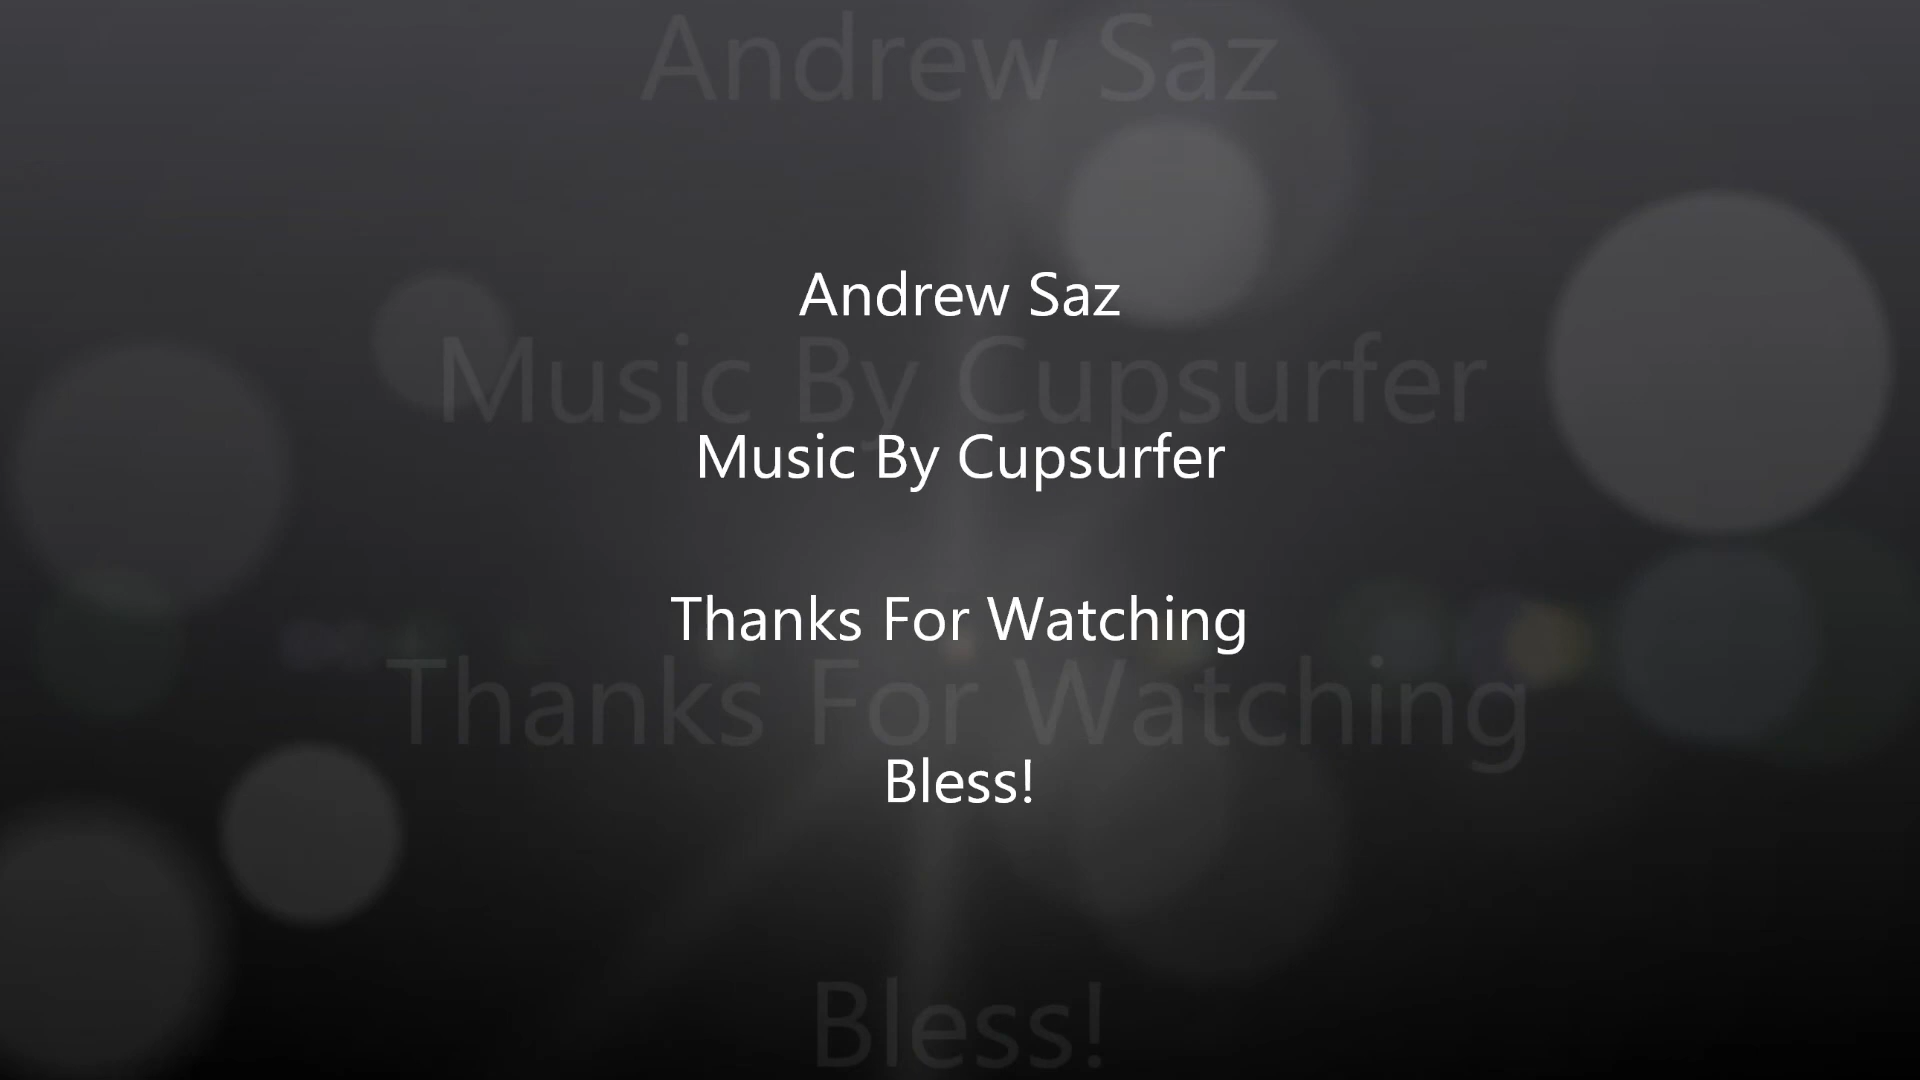 Andrew Saz
Andrew Saz
Music By Cupsurfer
Music By Cupsurfer
Thanks For Watching
Thanks For Watching
Bless!
Bless!